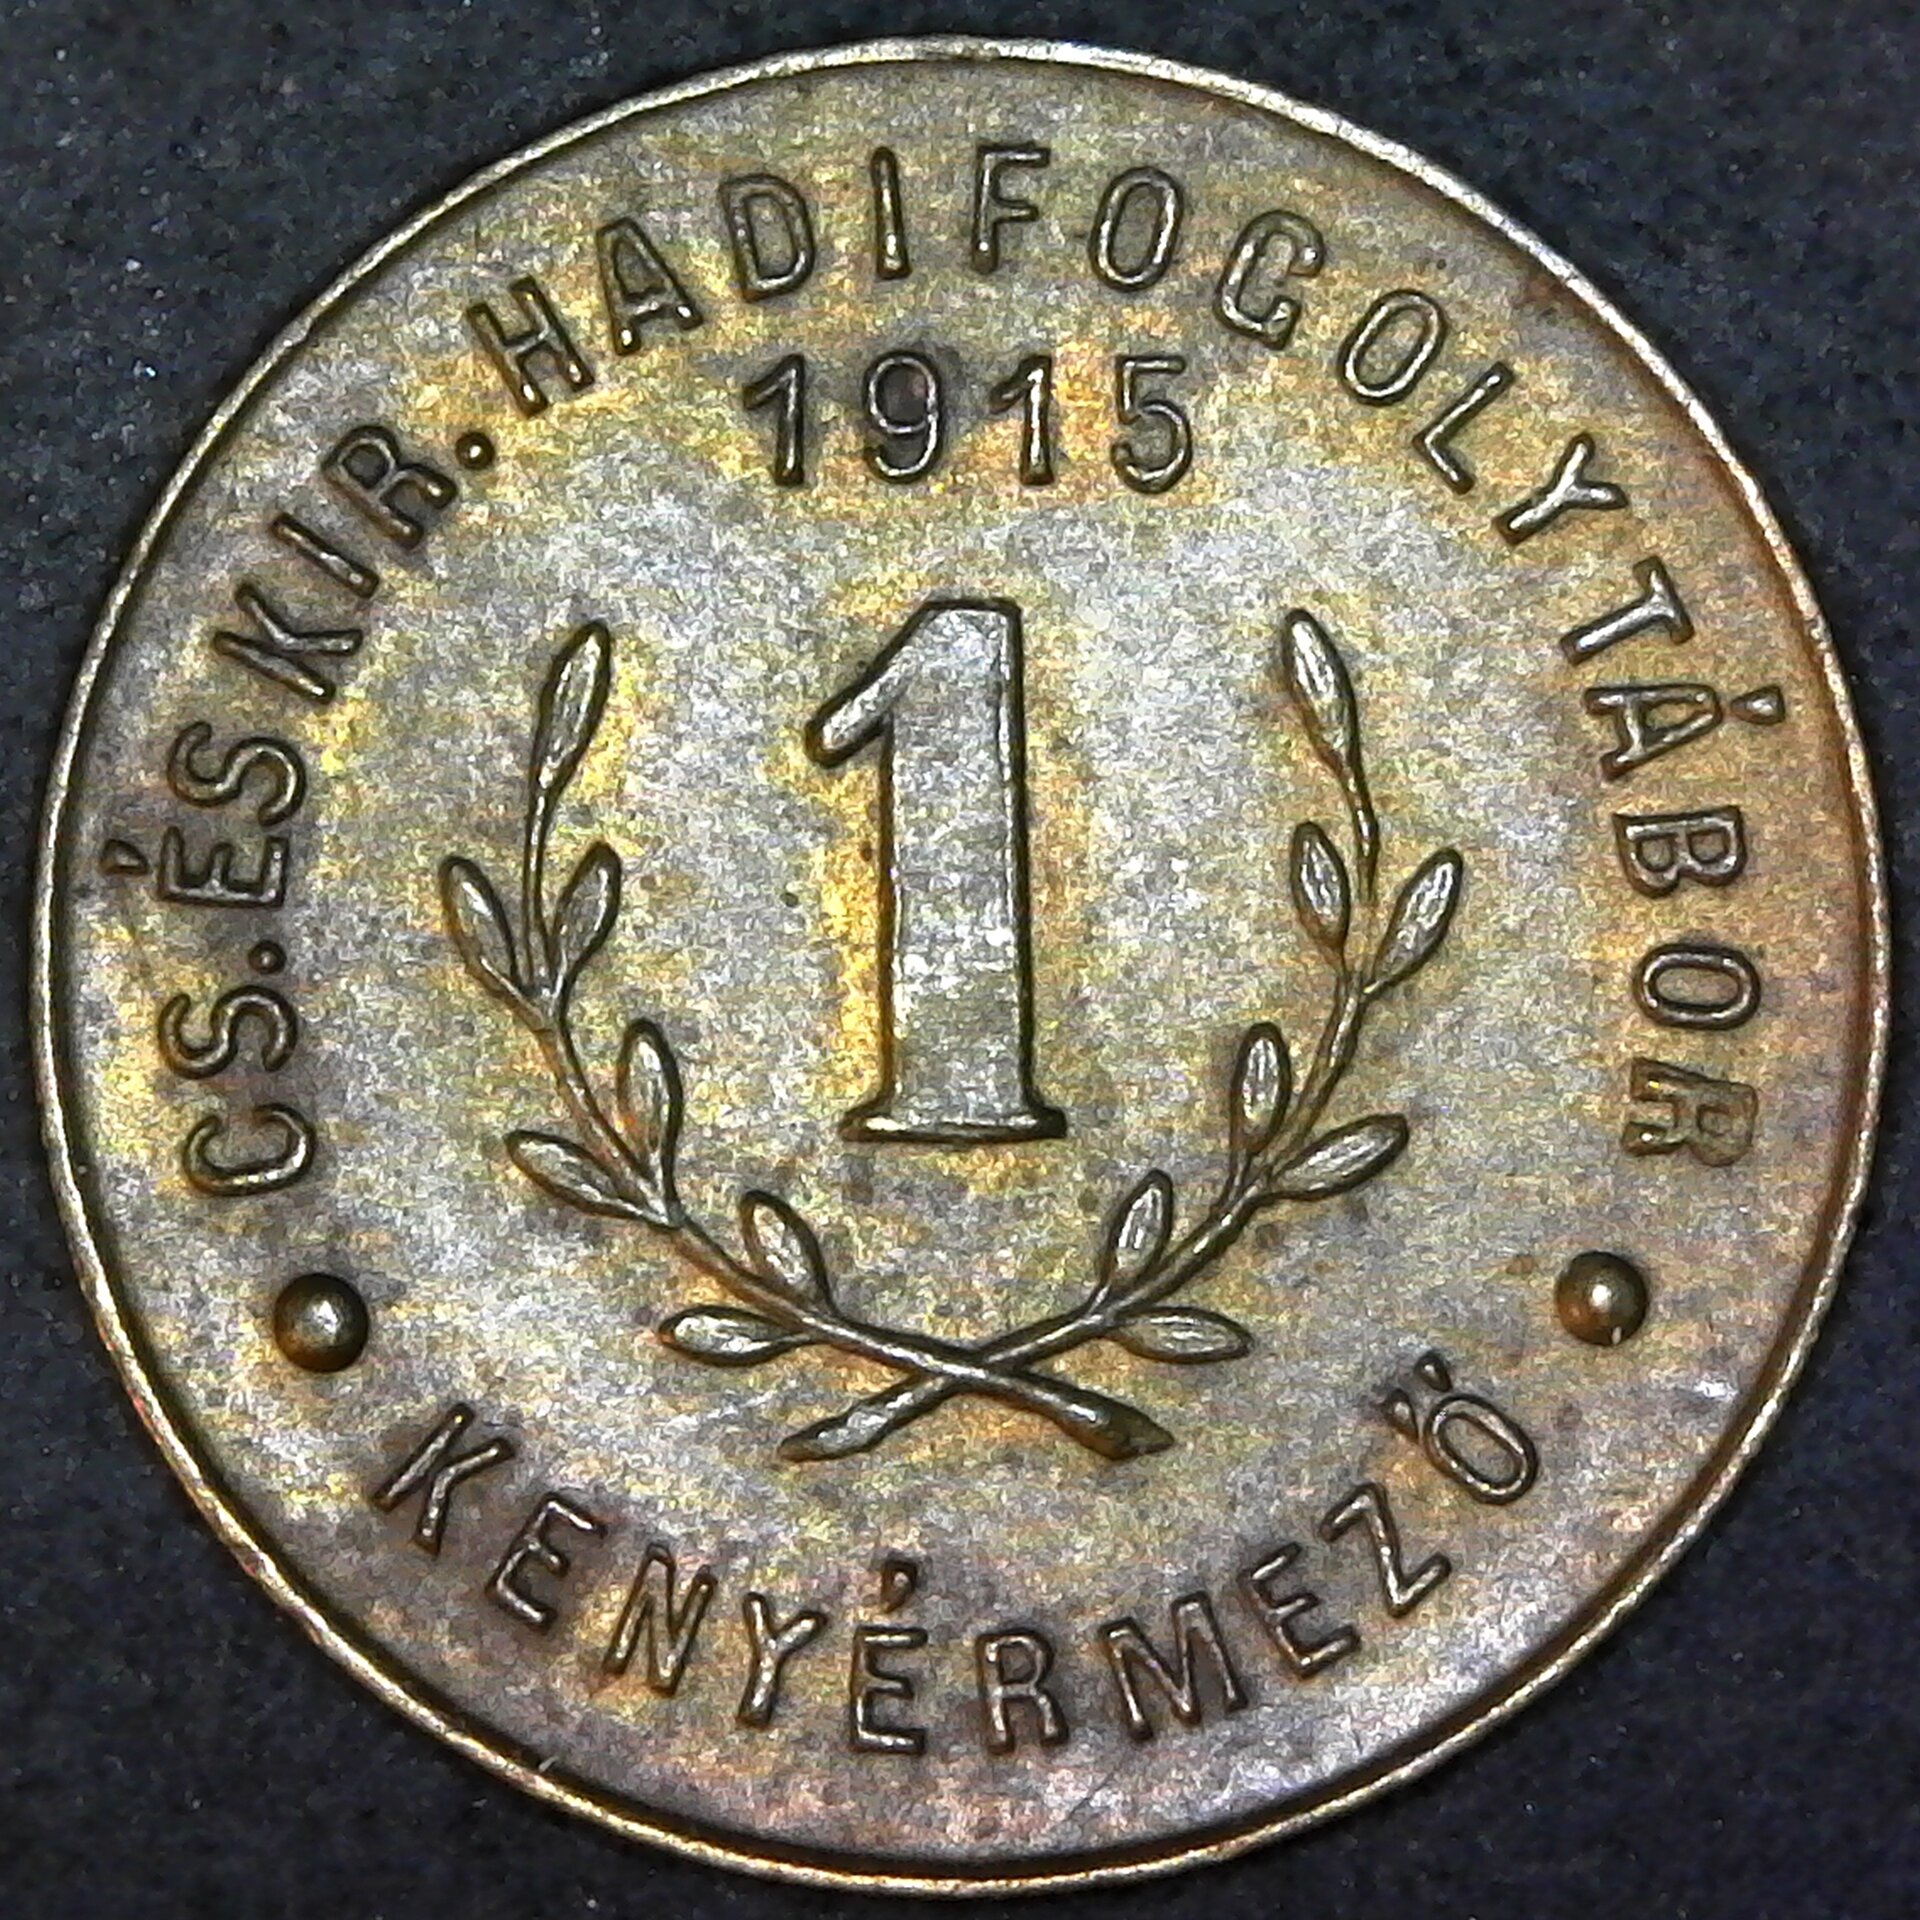 CS. ÉS KIR. HADIFOGOLYTÁBOR
1915
1
KENYÉRMEZŐ